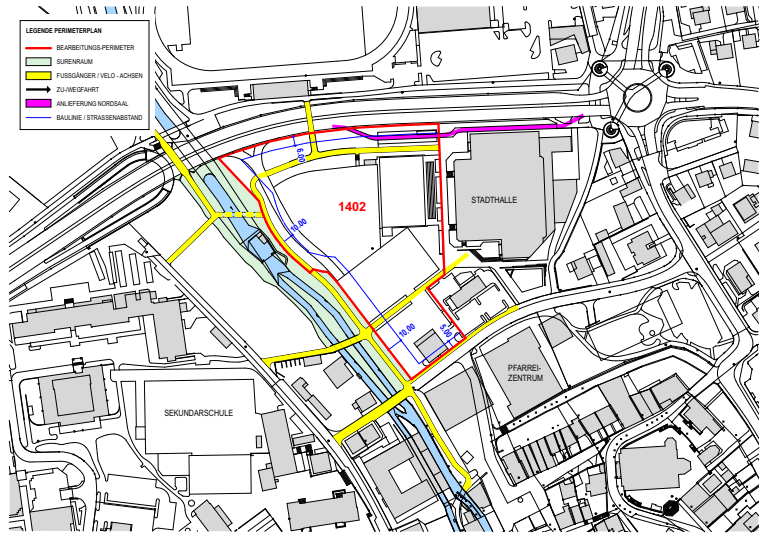 LEGENDE PERIMETERPLAN
BEARBEITUNGS-PERIMETER
SURENRAUM
FUSSGÄNGER / VELO - ACHSEN
ZU-/WEGFAHRT
ANLIEFERUNG NORDSAAL
BAULINIE / STRASSENABSTAND
6.00
1402
STADTHALLE
10.00
10.00
5.00
PFARREI-
ZENTRUM
SEKUNDARSCHULE